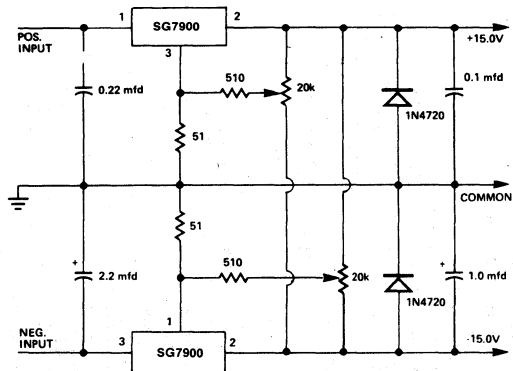 POS.
INPUT
1
SG7900
2
+15.0V
3
0.22 mfd
510
20k
0.1 mfd
1N4720
51
COMMON
51
510
20k
+
2.2 mfd
+
1.0 mfd
1N4720
1
NEG.
INPUT
3
SG7900
2
-15.0V